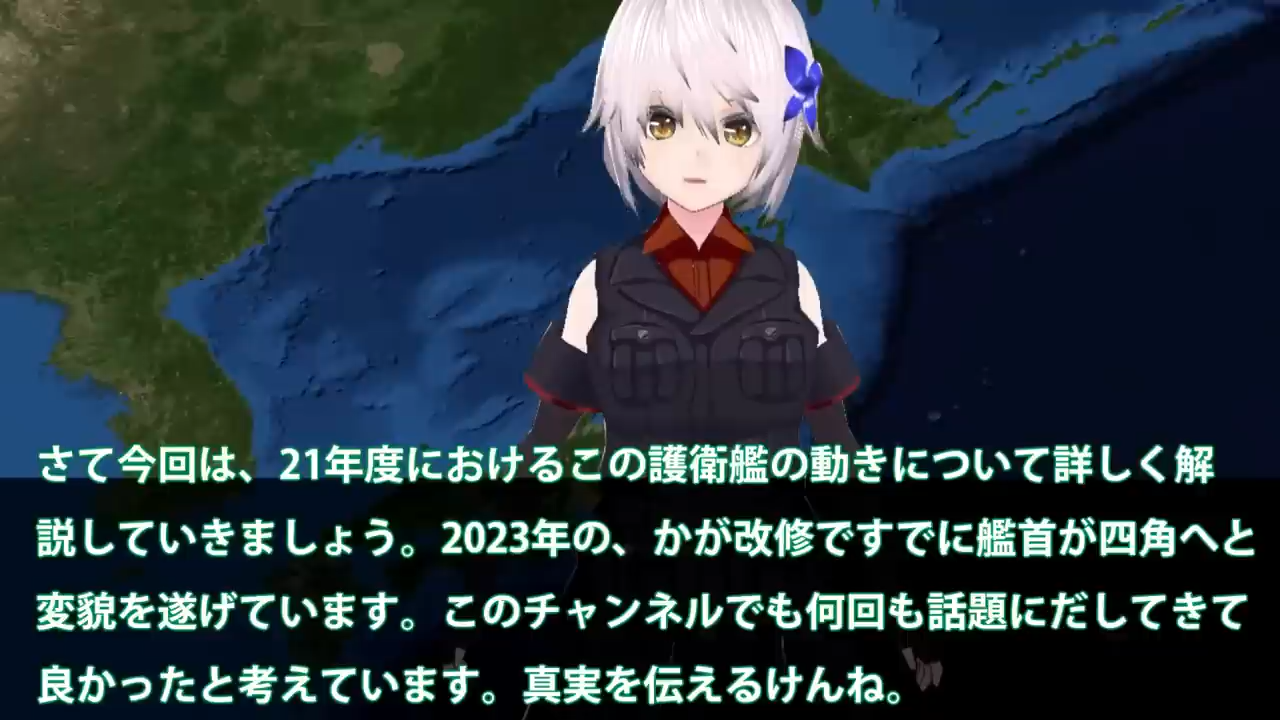 さて今回は、21年度におけるこの護衛艦の動きについて詳しく解
説していきましょう。2023年の、かが改修ですでに艦首が四角へと
変貌を遂げています。このチャンネルでも何回も話題にだしてきて
良かったと考えています。真実を伝えるけんね。